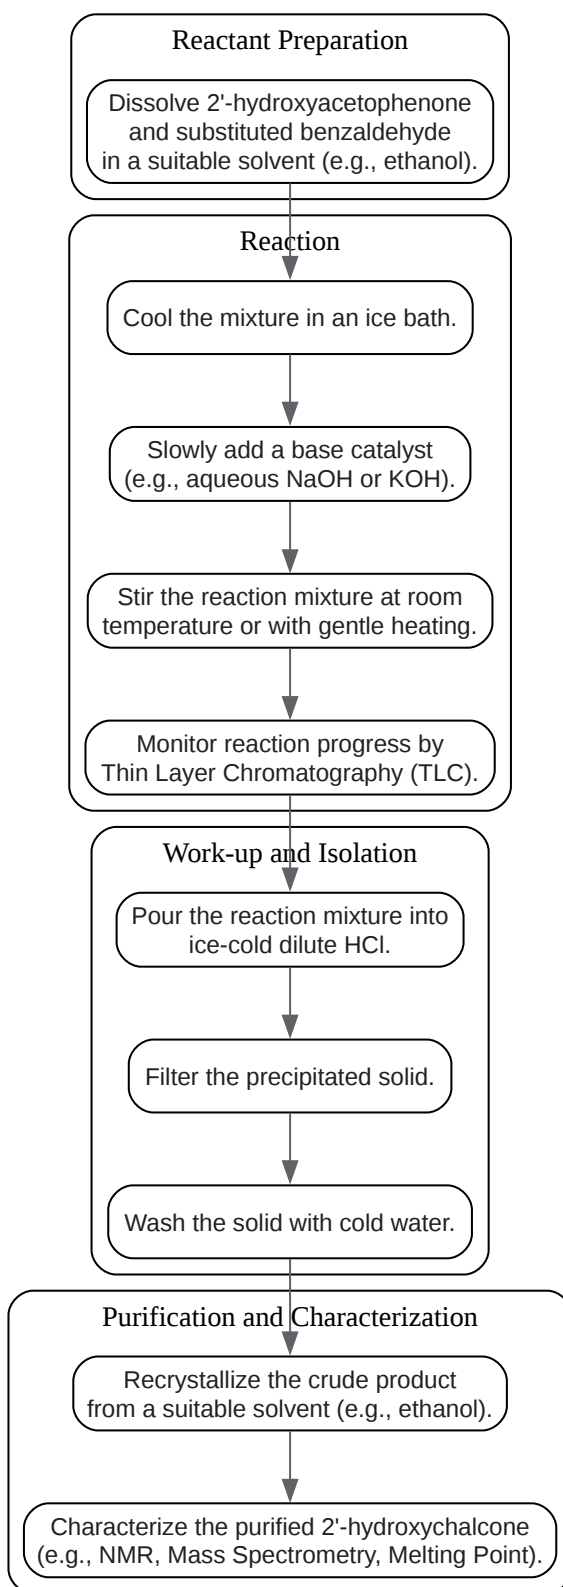 Reactant Preparation
Dissolve 2'-hydroxyacetophenone
and substituted benzaldehyde
in a suitable solvent (e.g., ethanol).
Reaction
Cool the mixture in an ice bath.
Slowly add a base catalyst
(e.g., aqueous NaOH or KOH).
Stir the reaction mixture at room
temperature or with gentle heating.
Monitor reaction progress by
Thin Layer Chromatography (TLC).
Work-up and Isolation
Pour the reaction mixture into
ice-cold dilute HCl.
Filter the precipitated solid.
Wash the solid with cold water.
Purification and Characterization
Recrystallize the crude product
from a suitable solvent (e.g., ethanol).
Characterize the purified 2'-hydroxychalcone
(e.g., NMR, Mass Spectrometry, Melting Point).